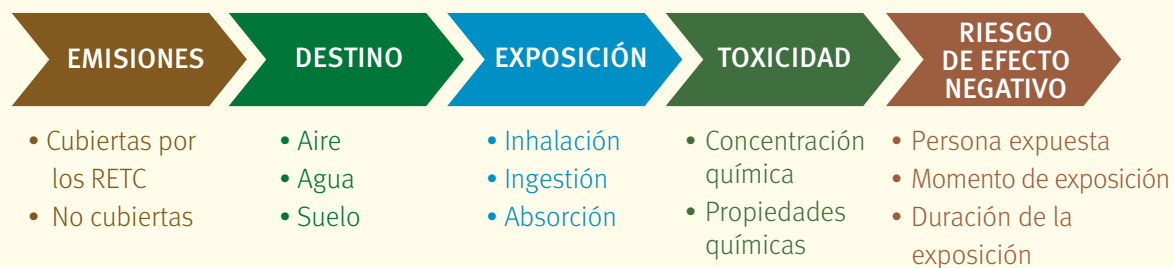 EMISIONES
• Cubiertas por
los RETC
• No cubiertas
DESTINO
• Aire
• Agua
• Suelo
EXPOSICIÓN
• Inhalación
• Ingestión
• Absorción
TOXICIDAD
• Concentración
química
• Propiedades
químicas
RIESGO
DE EFECTO
NEGATIVO
• Persona expuesta
• Momento de exposición
• Duración de la
exposición